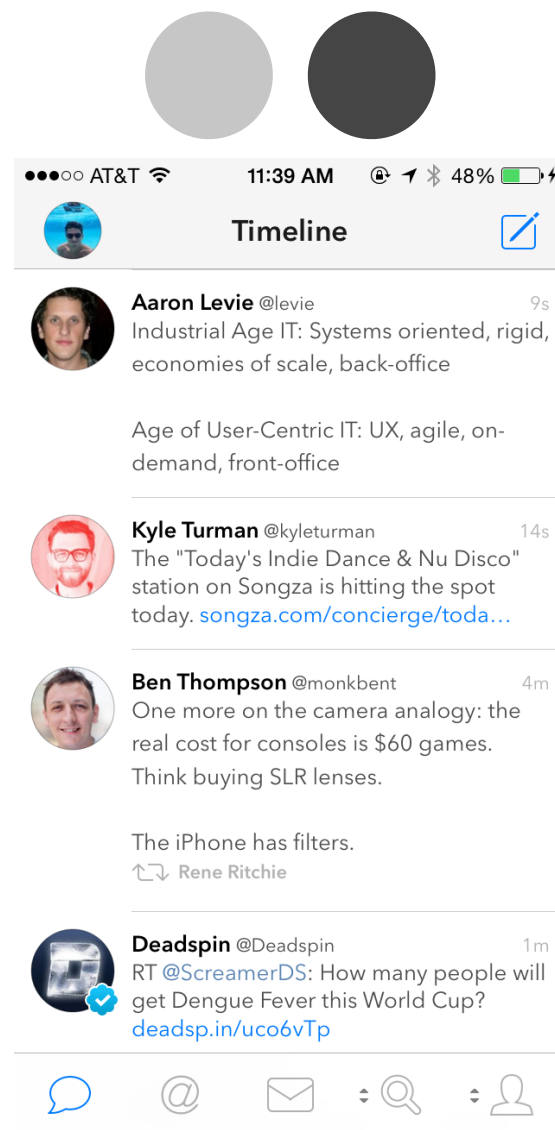 AT&T 11:39 AM 48%
Timeline
Aaron Levie @levie 9s
Industrial Age IT: Systems oriented, rigid,
economies of scale, back-office
Age of User-Centric IT: UX, agile, on-
demand, front-office
Kyle Turman @kyleturman 14s
The "Today's Indie Dance & Nu Disco"
station on Songza is hitting the spot
today. songza.com/concierge/toda…
Ben Thompson @monkbent 4m
One more on the camera analogy: the
real cost for consoles is $60 games.
Think buying SLR lenses.
The iPhone has filters.
Rene Ritchie
Deadspin @Deadspin 1m
D
RT @ScreamerDS: How many people will
get Dengue Fever this World Cup?
deadsp.in/uco6vTp
@